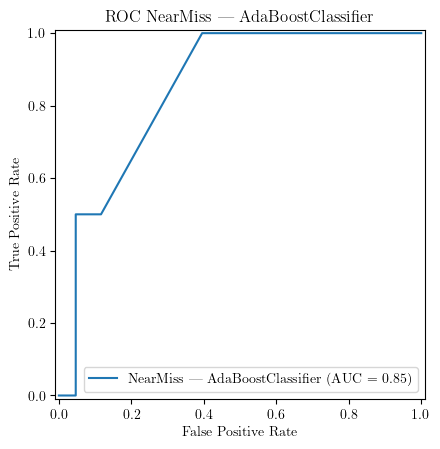 ROC NearMiss — AdaBoostClassifier
1.0
0.8
0.6
0.4
0.2
0.0
True Positive Rate
NearMiss — AdaBoostClassifier (AUC = 0.85)
0.0 0.2 0.4 0.6 0.8 1.0
False Positive Rate